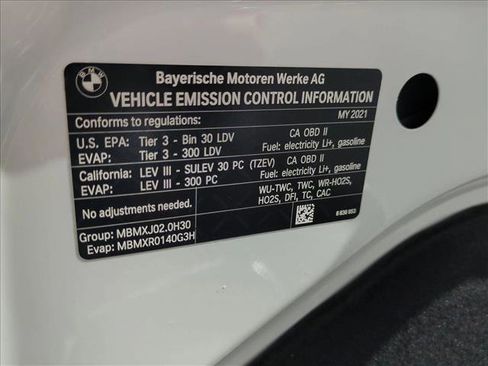 BMW
Bayerische Motoren Werke AG
VEHICLE EMISSION CONTROL INFORMATION
Conforms to regulations: MY 2021
U.S. EPA: Tier 3 - Bin 30 LDV CA OBD II
EVAP: Tier 3 - 300 LDV Fuel: electricity Li+, gasoline
California: LEV III - SULEV 30 PC (TZEV) CA OBD II
EVAP: LEV III - 300 PC Fuel: electricity Li+, gasoline
No adjustments needed. WU-TWC, TWC, WR-HO2S,
HO2S, DFI, TC, CAC
Group: MBMXJ02.0H30
Evap: MBMXR0140G3H